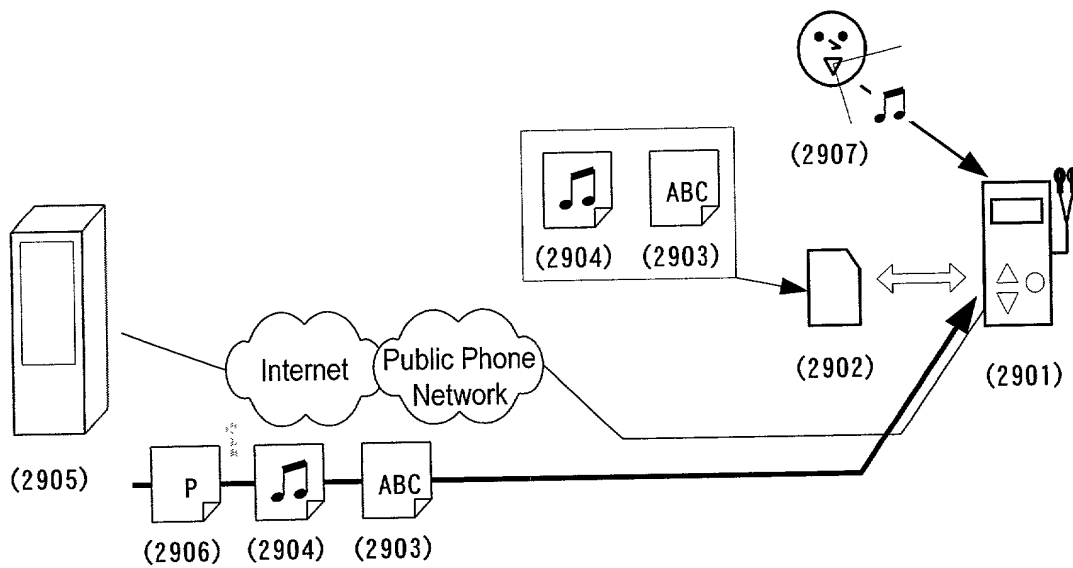 (2907)
ABC
(2904)
(2903)
(2902)
(2901)
Internet
Public Phone
Network
(2905)
P
ABC
(2906)
(2904)
(2903)